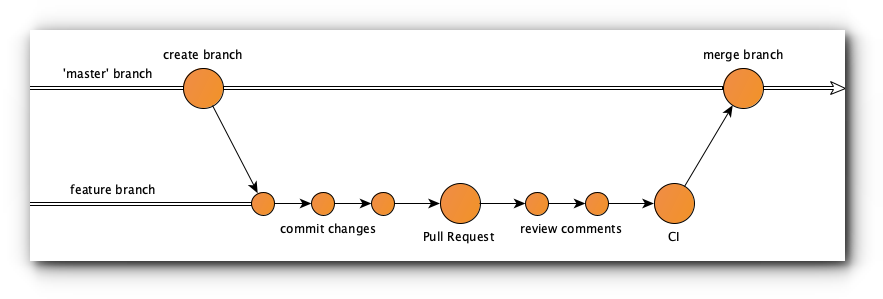 create branch
merge branch
'master' branch
feature branch
commit changes
Pull Request
review comments
CI